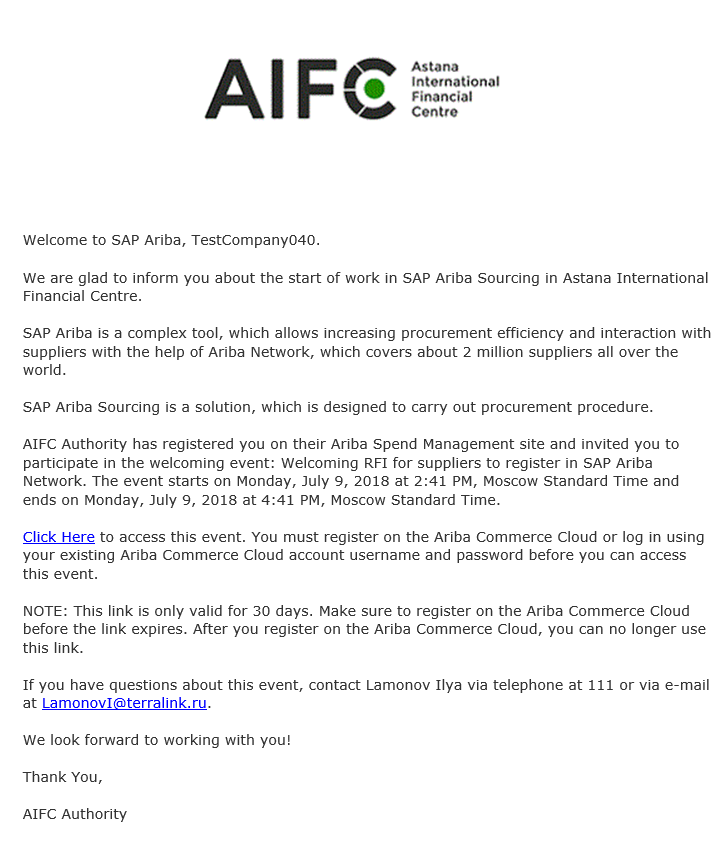 AIFC
Astana
International
Financial
Centre
Welcome to SAP Ariba, TestCompany040.
We are glad to inform you about the start of work in SAP Ariba Sourcing in Astana International
Financial Centre.
SAP Ariba is a complex tool, which allows increasing procurement efficiency and interaction with
suppliers with the help of Ariba Network, which covers about 2 million suppliers all over the
world.
SAP Ariba Sourcing is a solution, which is designed to carry out procurement procedure.
AIFC Authority has registered you on their Ariba Spend Management site and invited you to
participate in the welcoming event: Welcoming RFI for suppliers to register in SAP Ariba
Network. The event starts on Monday, July 9, 2018 at 2:41 PM, Moscow Standard Time and
ends on Monday, July 9, 2018 at 4:41 PM, Moscow Standard Time.
Click Here to access this event. You must register on the Ariba Commerce Cloud or log in using
your existing Ariba Commerce Cloud account username and password before you can access
this event.
NOTE: This link is only valid for 30 days. Make sure to register on the Ariba Commerce Cloud
before the link expires. After you register on the Ariba Commerce Cloud, you can no longer use
this link.
If you have questions about this event, contact Lamonov Ilya via telephone at 111 or via e-mail
at LamonovI@terralink.ru.
We look forward to working with you!
Thank You,
AIFC Authority